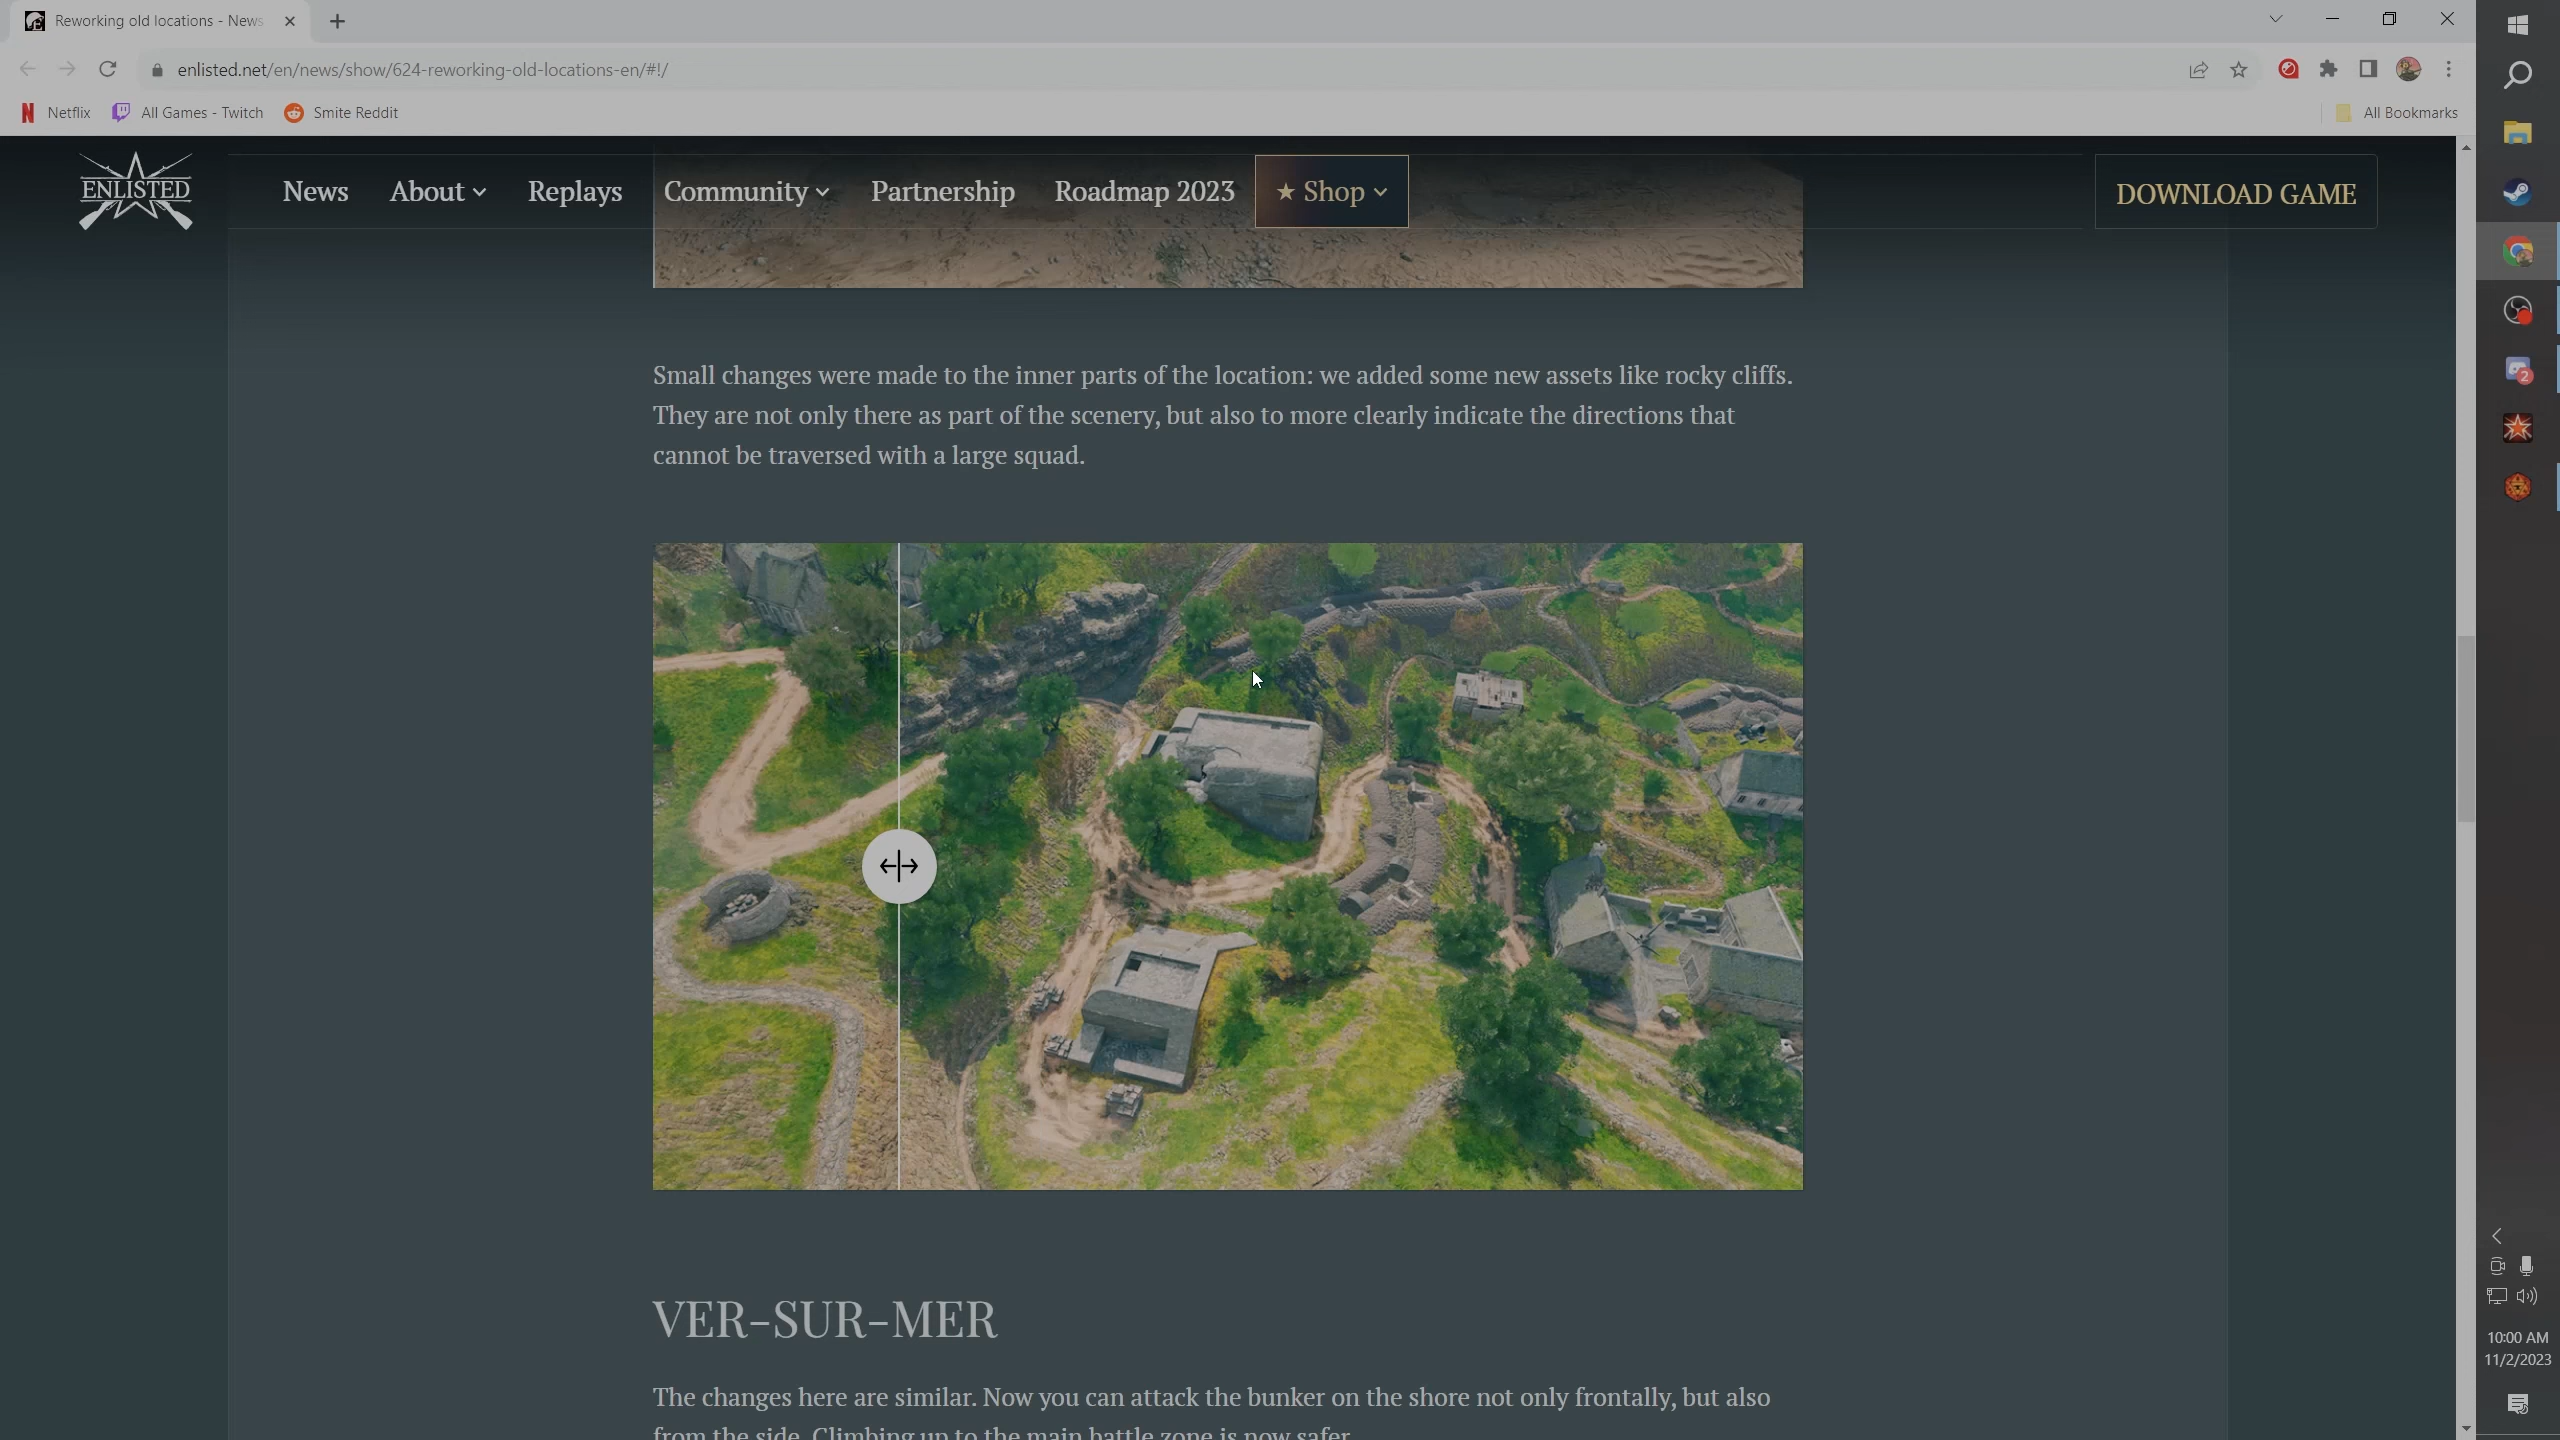 Reworking old locations - News
enlisted.net/en/news/show/624-reworking-old-locations-en/#!/
Netflix
All Games - Twitch
Smite Reddit
All Bookmarks
ENLISTED
News
About
Replays
Community
Partnership
Roadmap 2023
★ Shop
DOWNLOAD GAME
Small changes were made to the inner parts of the location: we added some new assets like rocky cliffs.
They are not only there as part of the scenery, but also to more clearly indicate the directions that
cannot be traversed with a large squad.
VER-SUR-MER
The changes here are similar. Now you can attack the bunker on the shore not only frontally, but also
from the side. Climbing up to the main battle zone is now safer.
2
10:00 AM
11/2/2023